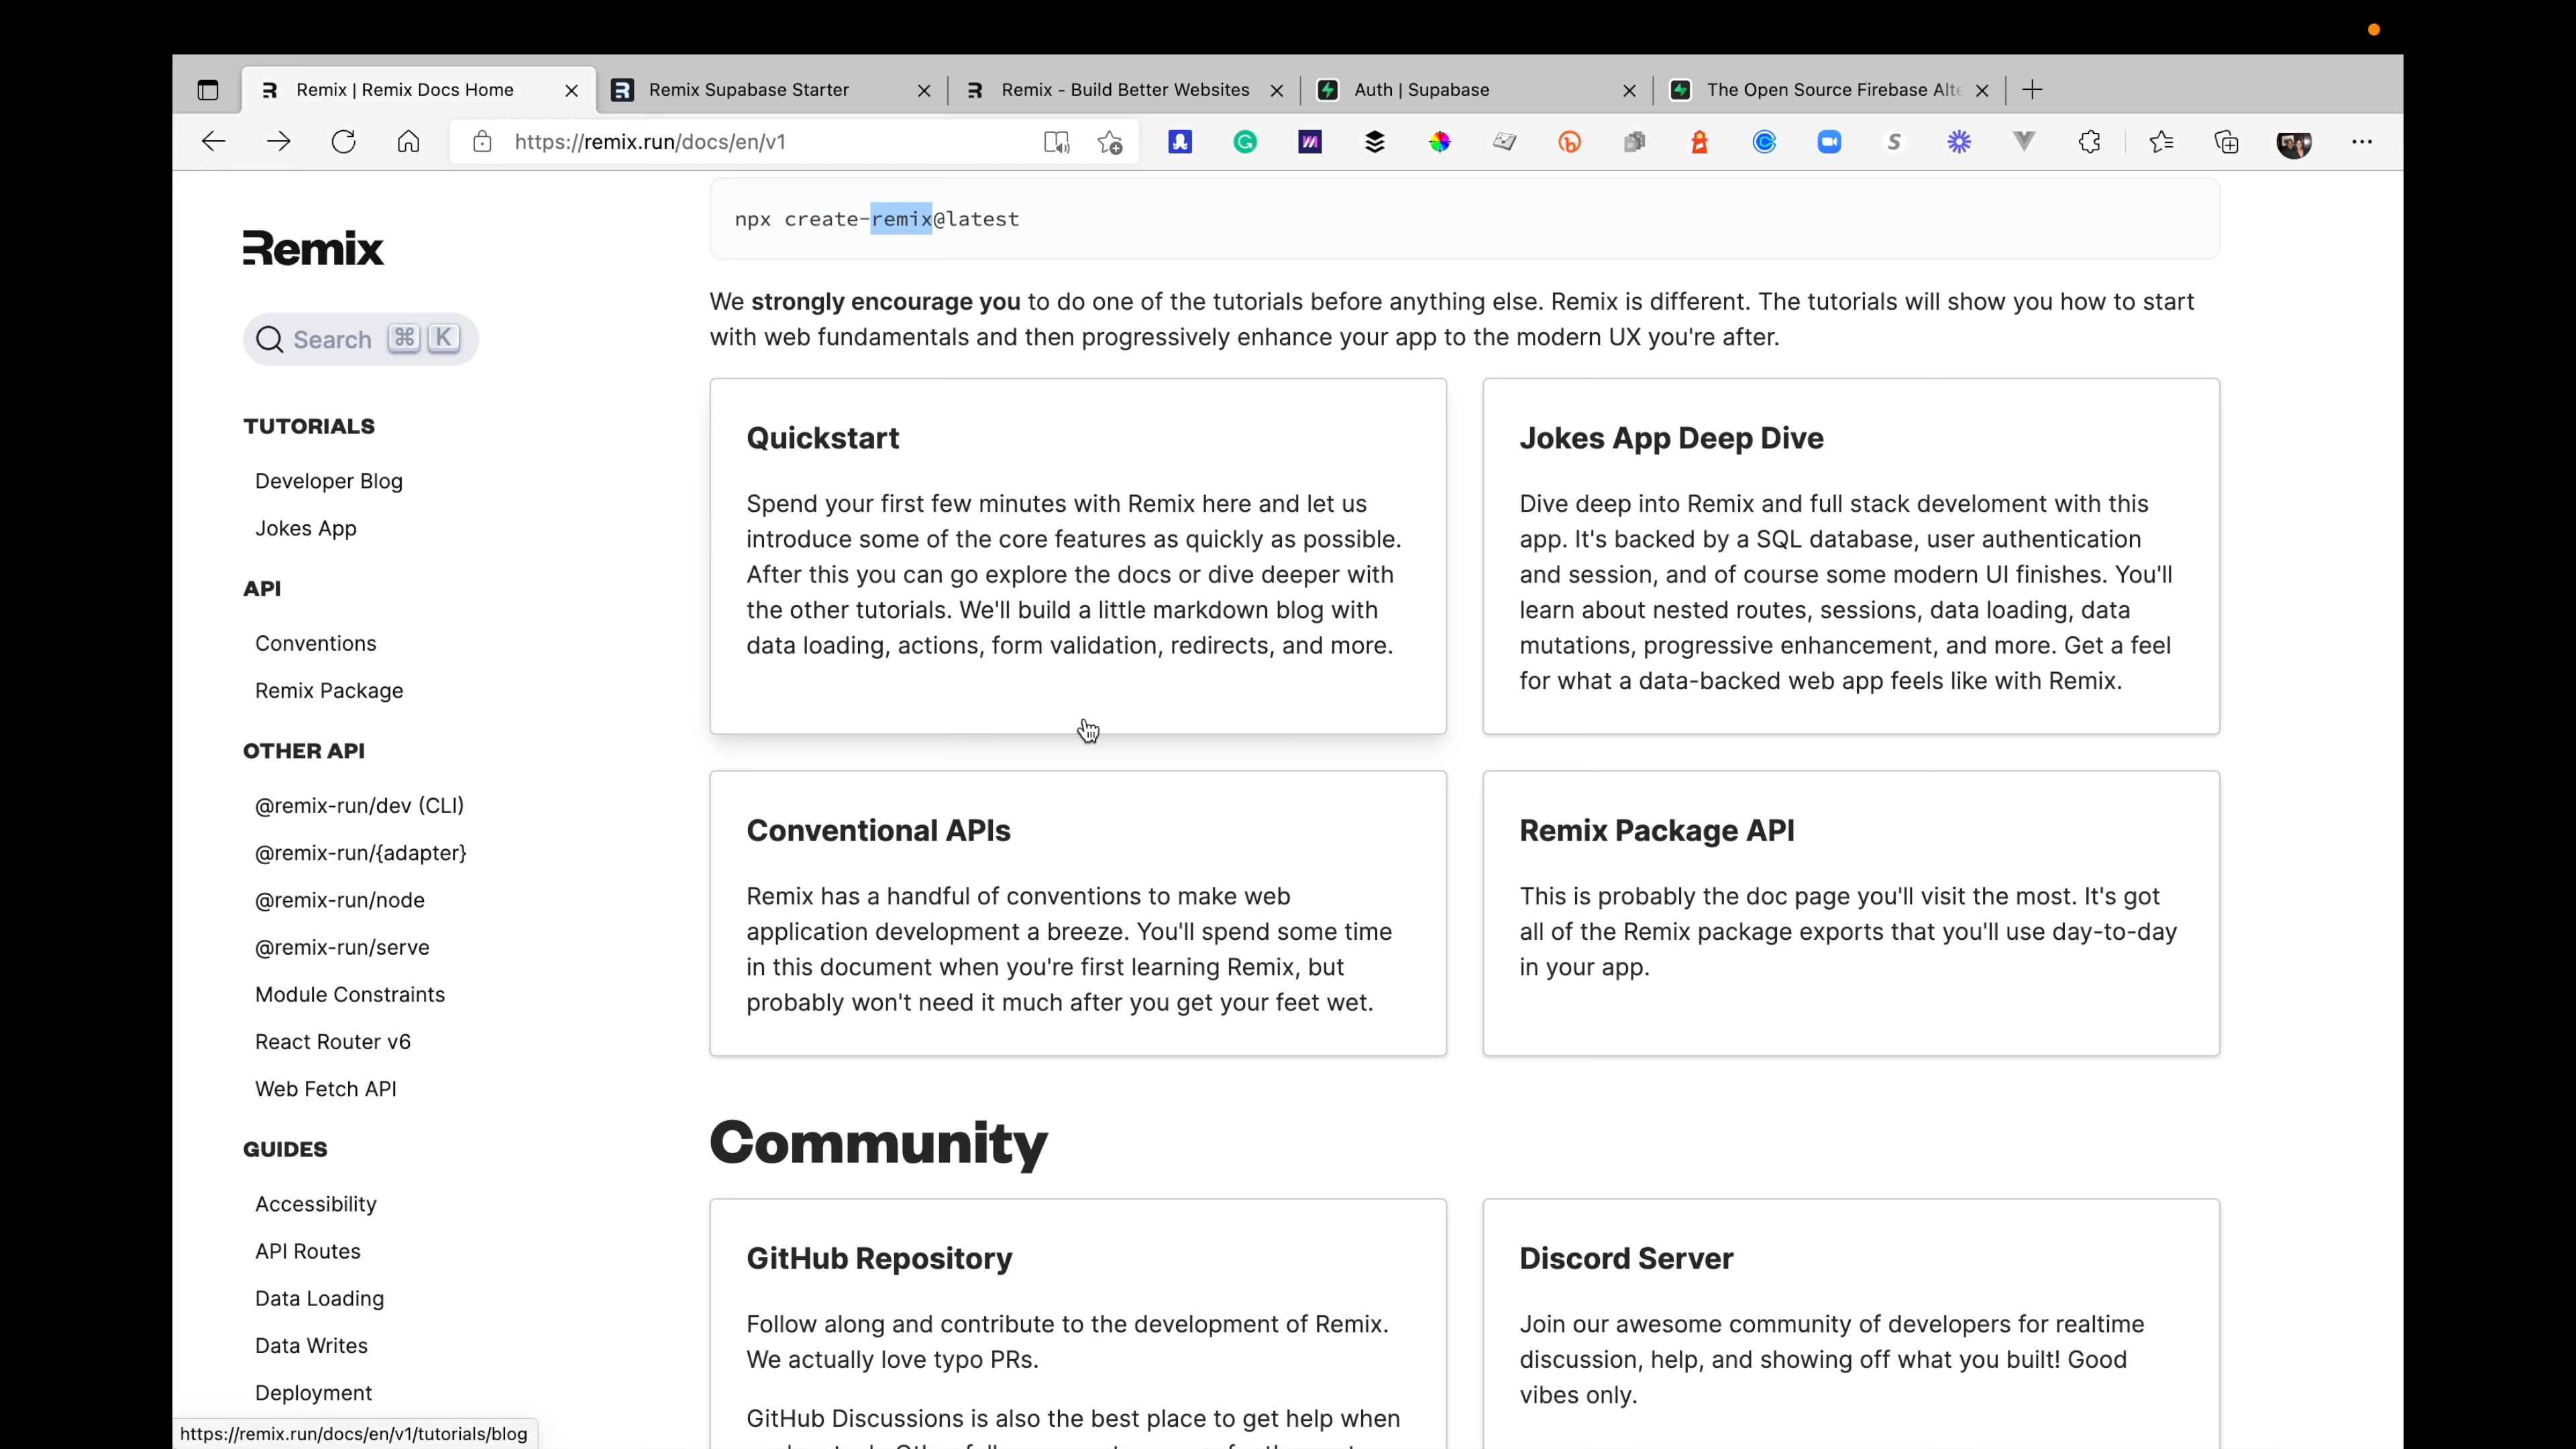 Remix | Remix Docs Home
Remix Supabase Starter
Remix - Build Better Websites
Auth | Supabase
The Open Source Firebase Alte
https://remix.run/docs/en/v1
Remix
Search ⌘ K
TUTORIALS
Developer Blog
Jokes App
API
Conventions
Remix Package
OTHER API
@remix-run/dev (CLI)
@remix-run/{adapter}
@remix-run/node
@remix-run/serve
Module Constraints
React Router v6
Web Fetch API
GUIDES
Accessibility
API Routes
Data Loading
Data Writes
Deployment
https://remix.run/docs/en/v1/tutorials/blog
npx create-remix@latest
We strongly encourage you to do one of the tutorials before anything else. Remix is different. The tutorials will show you how to start
with web fundamentals and then progressively enhance your app to the modern UX you're after.
Quickstart
Spend your first few minutes with Remix here and let us
introduce some of the core features as quickly as possible.
After this you can go explore the docs or dive deeper with
the other tutorials. We'll build a little markdown blog with
data loading, actions, form validation, redirects, and more.
Jokes App Deep Dive
Dive deep into Remix and full stack develoment with this
app. It's backed by a SQL database, user authentication
and session, and of course some modern UI finishes. You'll
learn about nested routes, sessions, data loading, data
mutations, progressive enhancement, and more. Get a feel
for what a data-backed web app feels like with Remix.
Conventional APIs
Remix has a handful of conventions to make web
application development a breeze. You'll spend some time
in this document when you're first learning Remix, but
probably won't need it much after you get your feet wet.
Remix Package API
This is probably the doc page you'll visit the most. It's got
all of the Remix package exports that you'll use day-to-day
in your app.
Community
GitHub Repository
Follow along and contribute to the development of Remix.
We actually love typo PRs.
GitHub Discussions is also the best place to get help when
Discord Server
Join our awesome community of developers for realtime
discussion, help, and showing off what you built! Good
vibes only.